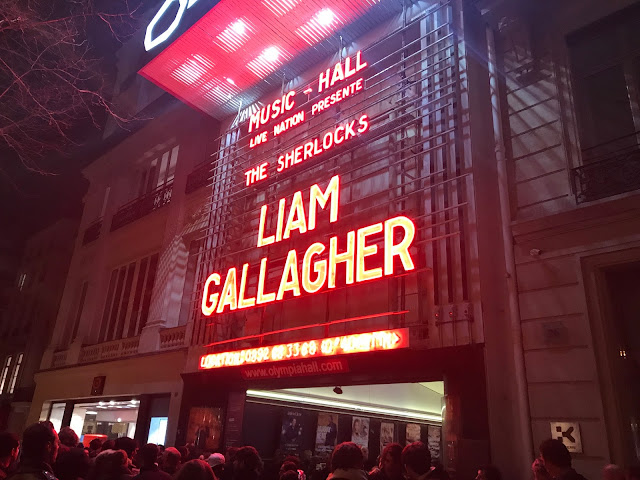 MUSIC - HALL
LIVE NATION PRESENTE
THE SHERLOCKS
LIAM
GALLAGHER
www.olympiahall.com
K